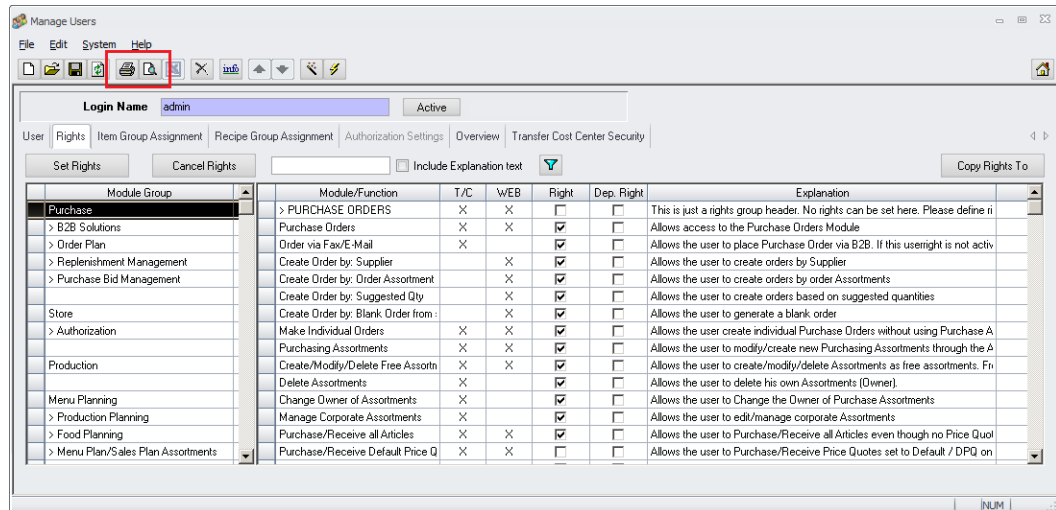 Manage Users
File Edit System Help
info
Login Name admin Active
User Rights Item Group Assignment Recipe Group Assignment Authorization Settings Overview Transfer Cost Center Security
Set Rights Cancel Rights Include Explanation text Copy Rights To
Module Group Module/Function T/C WEB Right Dep. Right Explanation
Purchase > PURCHASE ORDERS X X This is just a rights group header. No rights can be set here. Please define ri
> B2B Solutions Purchase Orders X X Allows access to the Purchase Orders Module
> Order Plan Order via Fax/E-Mail X Allows the user to place Purchase Order via B2B. If this userright is not activ
> Replenishment Management Create Order by: Supplier X Allows the user to create orders by Supplier
> Purchase Bid Management Create Order by: Order Assortment X Allows the user to create orders by order Assortments
Create Order by: Suggested Qty X Allows the user to create orders based on suggested quantities
Store Create Order by: Blank Order from : X Allows the user to generate a blank order
> Authorization Make Individual Orders X X Allows the user create individual Purchase Orders without using Purchase A
Purchasing Assortments X X Allows the user to modify/create new Purchasing Assortments through the A
Production Create/Modify/Delete Free Assortn X X Allows the user to create/modify/delete Assortments as free assortments. Fr
Delete Assortments X Allows the user to delete his own Assortments (Owner).
Menu Planning Change Owner of Assortments X Allows the user to Change the Owner of Purchase Assortments
> Production Planning Manage Corporate Assortments X Allows the user to edit/manage corporate Assortments
> Food Planning Purchase/Receive all Articles X X Allows the user to Purchase/Receive all Articles even though no Price Quot
> Menu Plan/Sales Plan Assortments Purchase/Receive Default Price Q X X Allows the user to Purchase/Receive Price Quotes set to Default / DPQ on
NUM